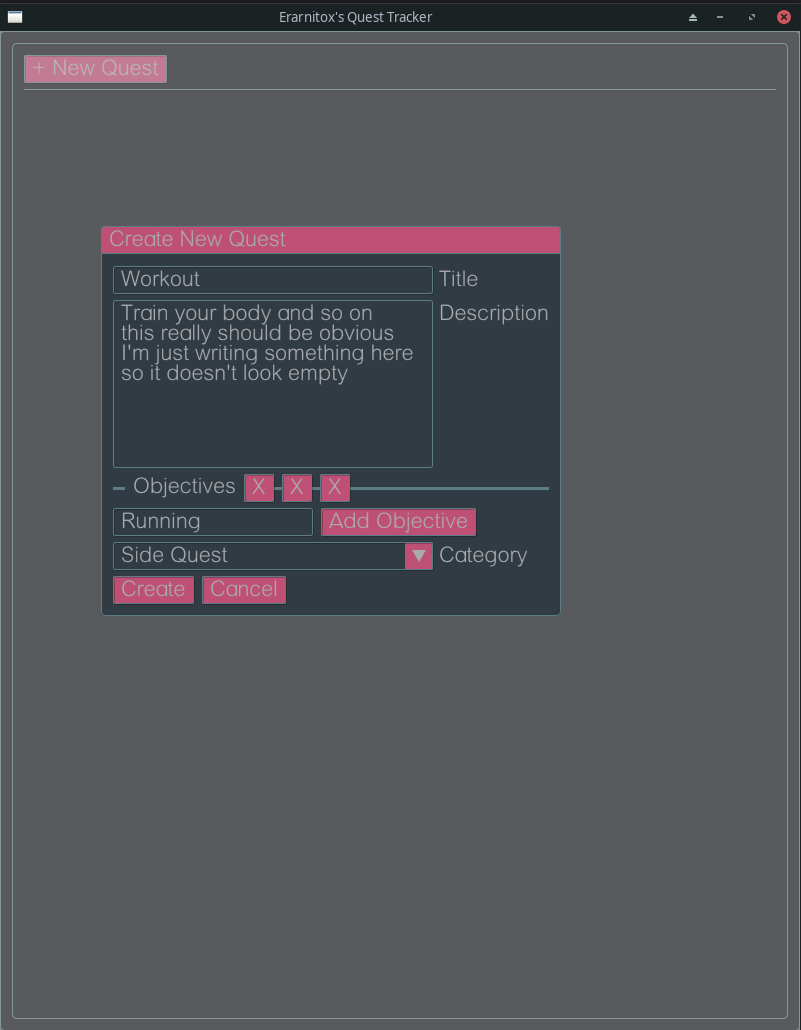 Erarnitox's Quest Tracker
+ New Quest
Create New Quest
Workout Title
Train your body and so on Description
this really should be obvious
I'm just writing something here
so it doesn't look empty
Objectives X X X
Running Add Objective
Side Quest Category
Create Cancel